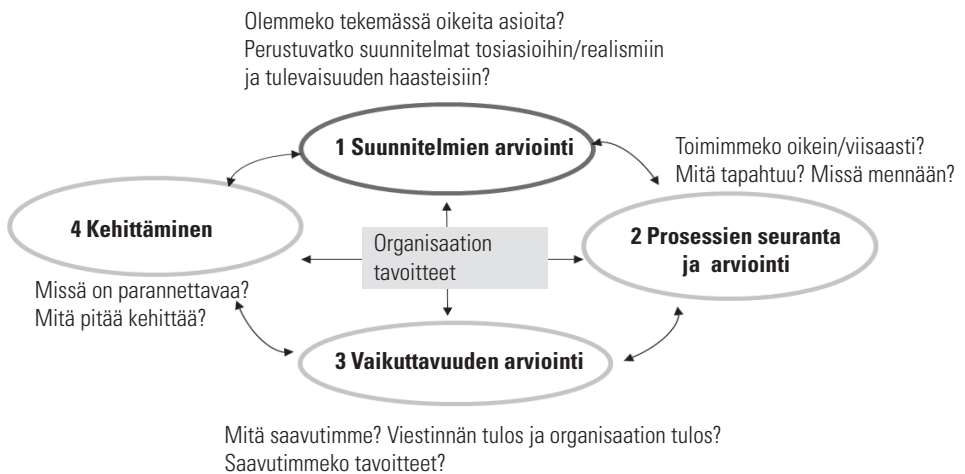 Olemmeko tekemässä oikeita asioita?
Perustuvatko suunnitelmat tosiasioihin/realismiin
ja tulevaisuuden haasteisiin?
1 Suunnitelmien arviointi
Toimimmeko oikein/viisaasti?
Mitä tapahtuu? Missä mennään?
4 Kehittäminen
Organisaation
tavoitteet
2 Prosessien seuranta
ja arviointi
Missä on parannettavaa?
Mitä pitää kehittää?
3 Vaikuttavuuden arviointi
Mitä saavutimme? Viestinnän tulos ja organisaation tulos?
Saavutimmeko tavoitteet?